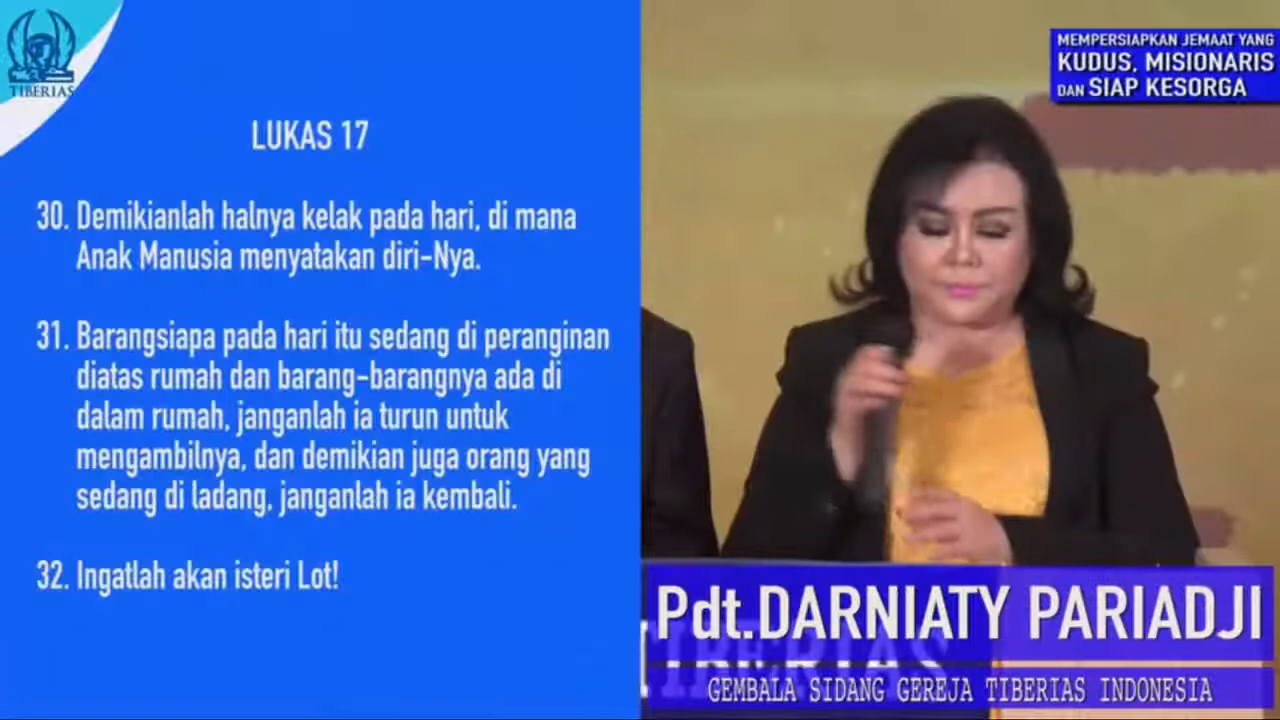 TIBERIAS
LUKAS 17
30. Demikianlah halnya kelak pada hari, di mana
Anak Manusia menyatakan diri-Nya.
31. Barangsiapa pada hari itu sedang di peranginan
diatas rumah dan barang-barangnya ada di
dalam rumah, janganlah ia turun untuk
mengambilnya, dan demikian juga orang yang
sedang di ladang, janganlah ia kembali.
32. Ingatlah akan isteri Lot!
MEMPERSIAPKAN JEMAAT YANG
KUDUS, MISIONARIS
DAN SIAP KESORGA
Pdt.DARNIATY PARIADJI
TIBERIAS
GEMBALA SIDANG GEREJA TIBERIAS INDONESIA